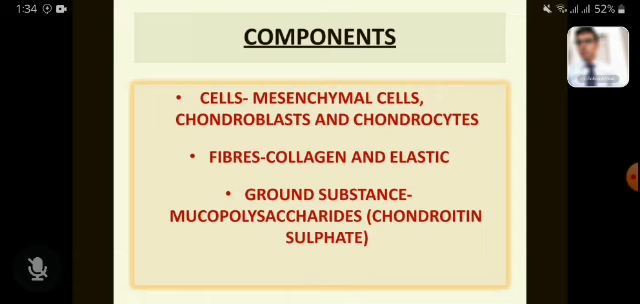 1:34
52%
COMPONENTS
• CELLS- MESENCHYMAL CELLS,
CHONDROBLASTS AND CHONDROCYTES
• FIBRES-COLLAGEN AND ELASTIC
• GROUND SUBSTANCE-
MUCOPOLYSACCHARIDES (CHONDROITIN
SULPHATE)